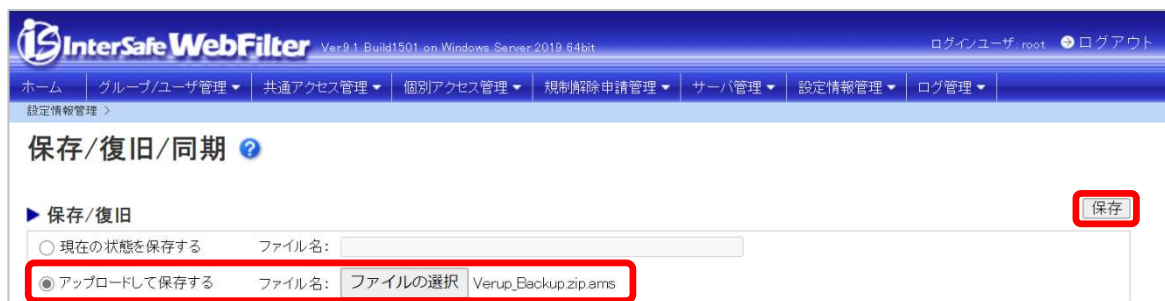 InterSafe WebFilter Ver9.1 Build1501 on Windows Server 2019 64bit ログインユーザ: root ログアウト
ホーム グループ/ユーザ管理▼ 共通アクセス管理▼ 個別アクセス管理▼ 規制解除申請管理▼ サーバ管理▼ 設定情報管理▼ ログ管理▼
設定情報管理 >
保存/復旧/同期 ?
▶ 保存/復旧 保存
現在の状態を保存する ファイル名:
アップロードして保存する ファイル名: ファイルの選択 Verup_Backup.zip.ams